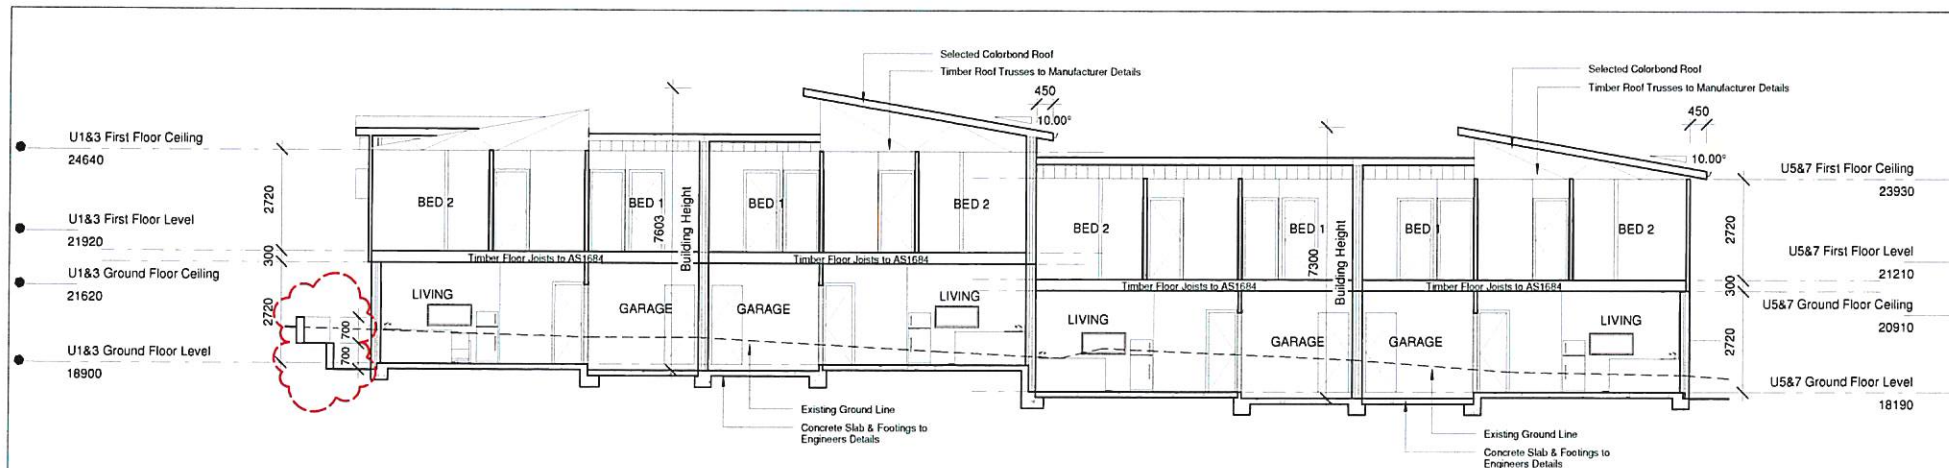 Selected Colorbond Roof
Timber Roof Trusses to Manufacturer Details
450
10.00°
Selected Colorbond Roof
Timber Roof Trusses to Manufacturer Details
450
10.00°
U1&3 First Floor Ceiling
24640
U1&3 First Floor Level
21920
U1&3 Ground Floor Ceiling
21620
U1&3 Ground Floor Level
18900
2720
300
2720
700
700
BED 2
BED 1
BED 1
BED 2
7603
Building Height
Timber Floor Joists to AS1684
Timber Floor Joists to AS1684
LIVING
GARAGE
GARAGE
LIVING
BED 2
BED 1
BED 1
BED 2
7300
Building Height
Timber Floor Joists to AS1684
Timber Floor Joists to AS1684
LIVING
GARAGE
GARAGE
LIVING
2720
300
2720
U5&7 First Floor Ceiling
23930
U5&7 First Floor Level
21210
U5&7 Ground Floor Ceiling
20910
U5&7 Ground Floor Level
18190
Existing Ground Line
Concrete Slab & Footings to
Engineers Details
Existing Ground Line
Concrete Slab & Footings to
Engineers Details